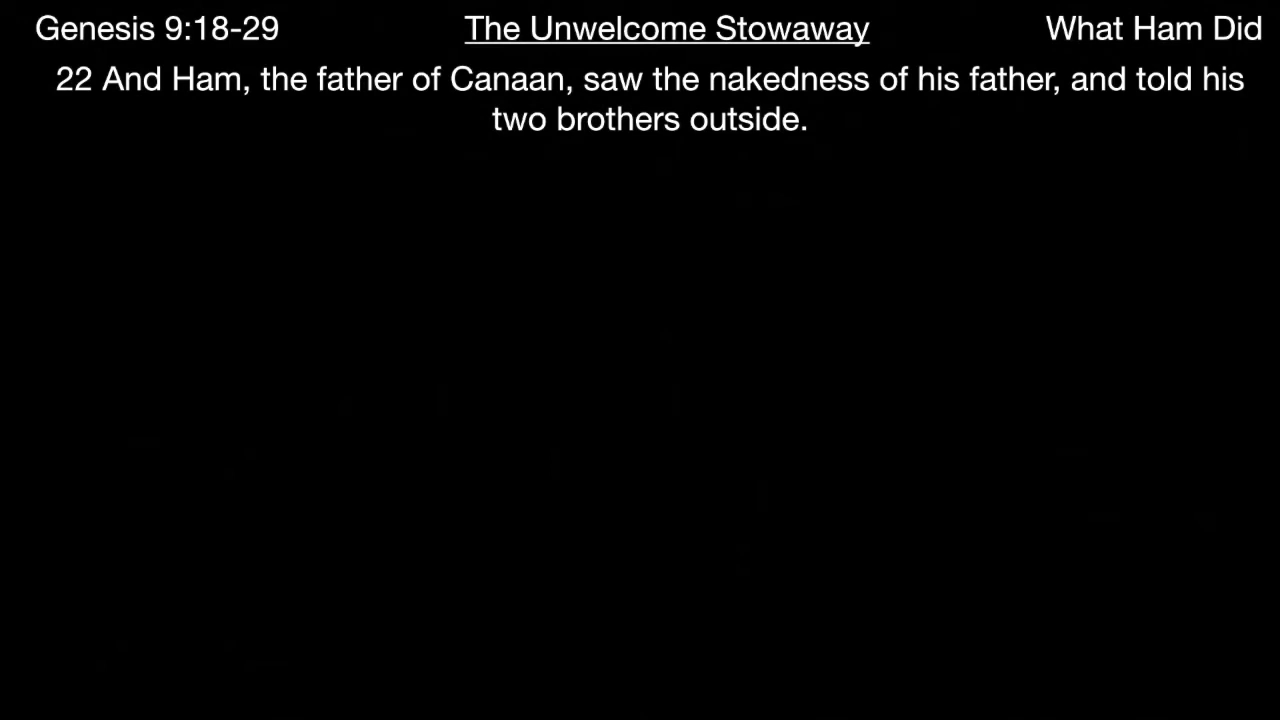 Genesis 9:18-29 The Unwelcome Stowaway What Ham Did
22 And Ham, the father of Canaan, saw the nakedness of his father, and told his
two brothers outside.